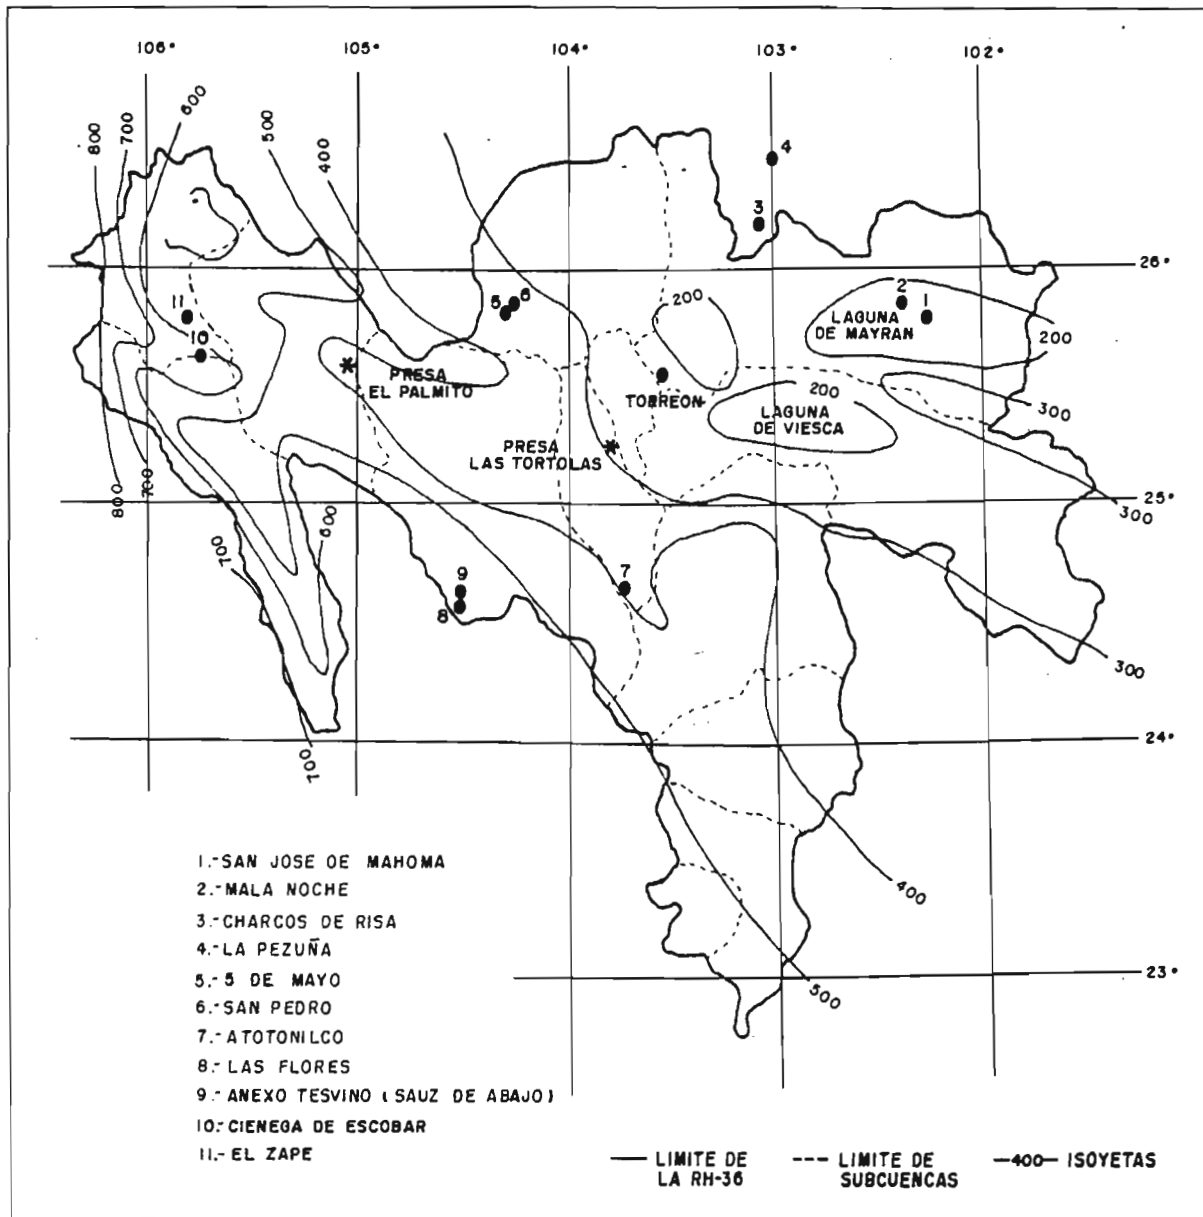 106° 105° 104° 103° 102°
800 700 600 500 400
4
3
26°
200
2
5 6
11
LAGUNA
DE MAYRAN
1
200
10
PRESA
EL PALMITO
TORREON
200
300
LAGUNA
DE VIESCA
PRESA
LAS TORTOLAS
800 700
25°
300
600
700
9
8
7
300
24°
700
400
23°
500
1.-SAN JOSE DE MAHOMA
2.-MALA NOCHE
3.-CHARCOS DE RISA
4.-LA PEZUÑA
5.-5 DE MAYO
6.-SAN PEDRO
7.-ATOTONILCO
8.-LAS FLORES
9.-ANEXO TESVINO (SAUZ DE ABAJO)
10.-CIENEGA DE ESCOBAR
11.-EL ZAPE
LIMITE DE
LA RH-36
LIMITE DE
SUBCUENCAS
400 ISOYETAS